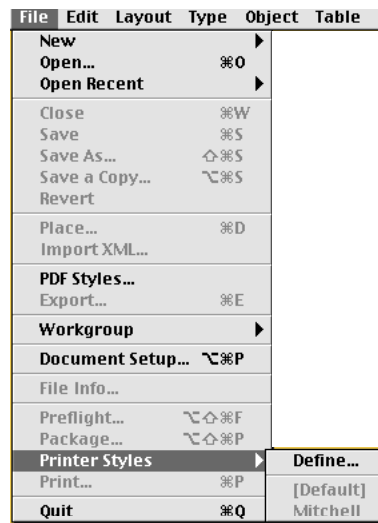 File Edit Layout Type Object Table
New
Open... ⌘O
Open Recent
Close ⌘W
Save ⌘S
Save As... ⇧⌘S
Save a Copy... ⌥⌘S
Revert
Place... ⌘D
Import XML...
PDF Styles...
Export... ⌘E
Workgroup
Document Setup... ⌥⌘P
File Info...
Preflight... ⌥⇧⌘F
Package... ⌥⇧⌘P
Printer Styles Define...
Print... ⌘P [Default]
Quit ⌘Q Mitchell